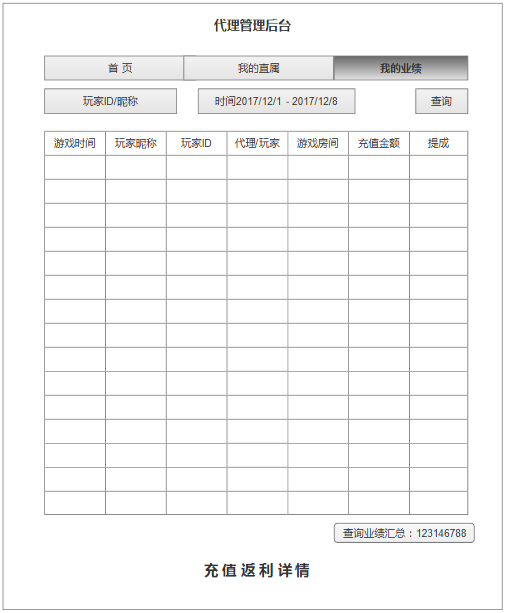 代理管理后台
首 页 我的直属 我的业绩
玩家ID/昵称 时间2017/12/1 - 2017/12/8 查询
游戏时间 玩家昵称 玩家ID 代理/玩家 游戏房间 充值金额 提成
查询业绩汇总：123146788
充值返利详情